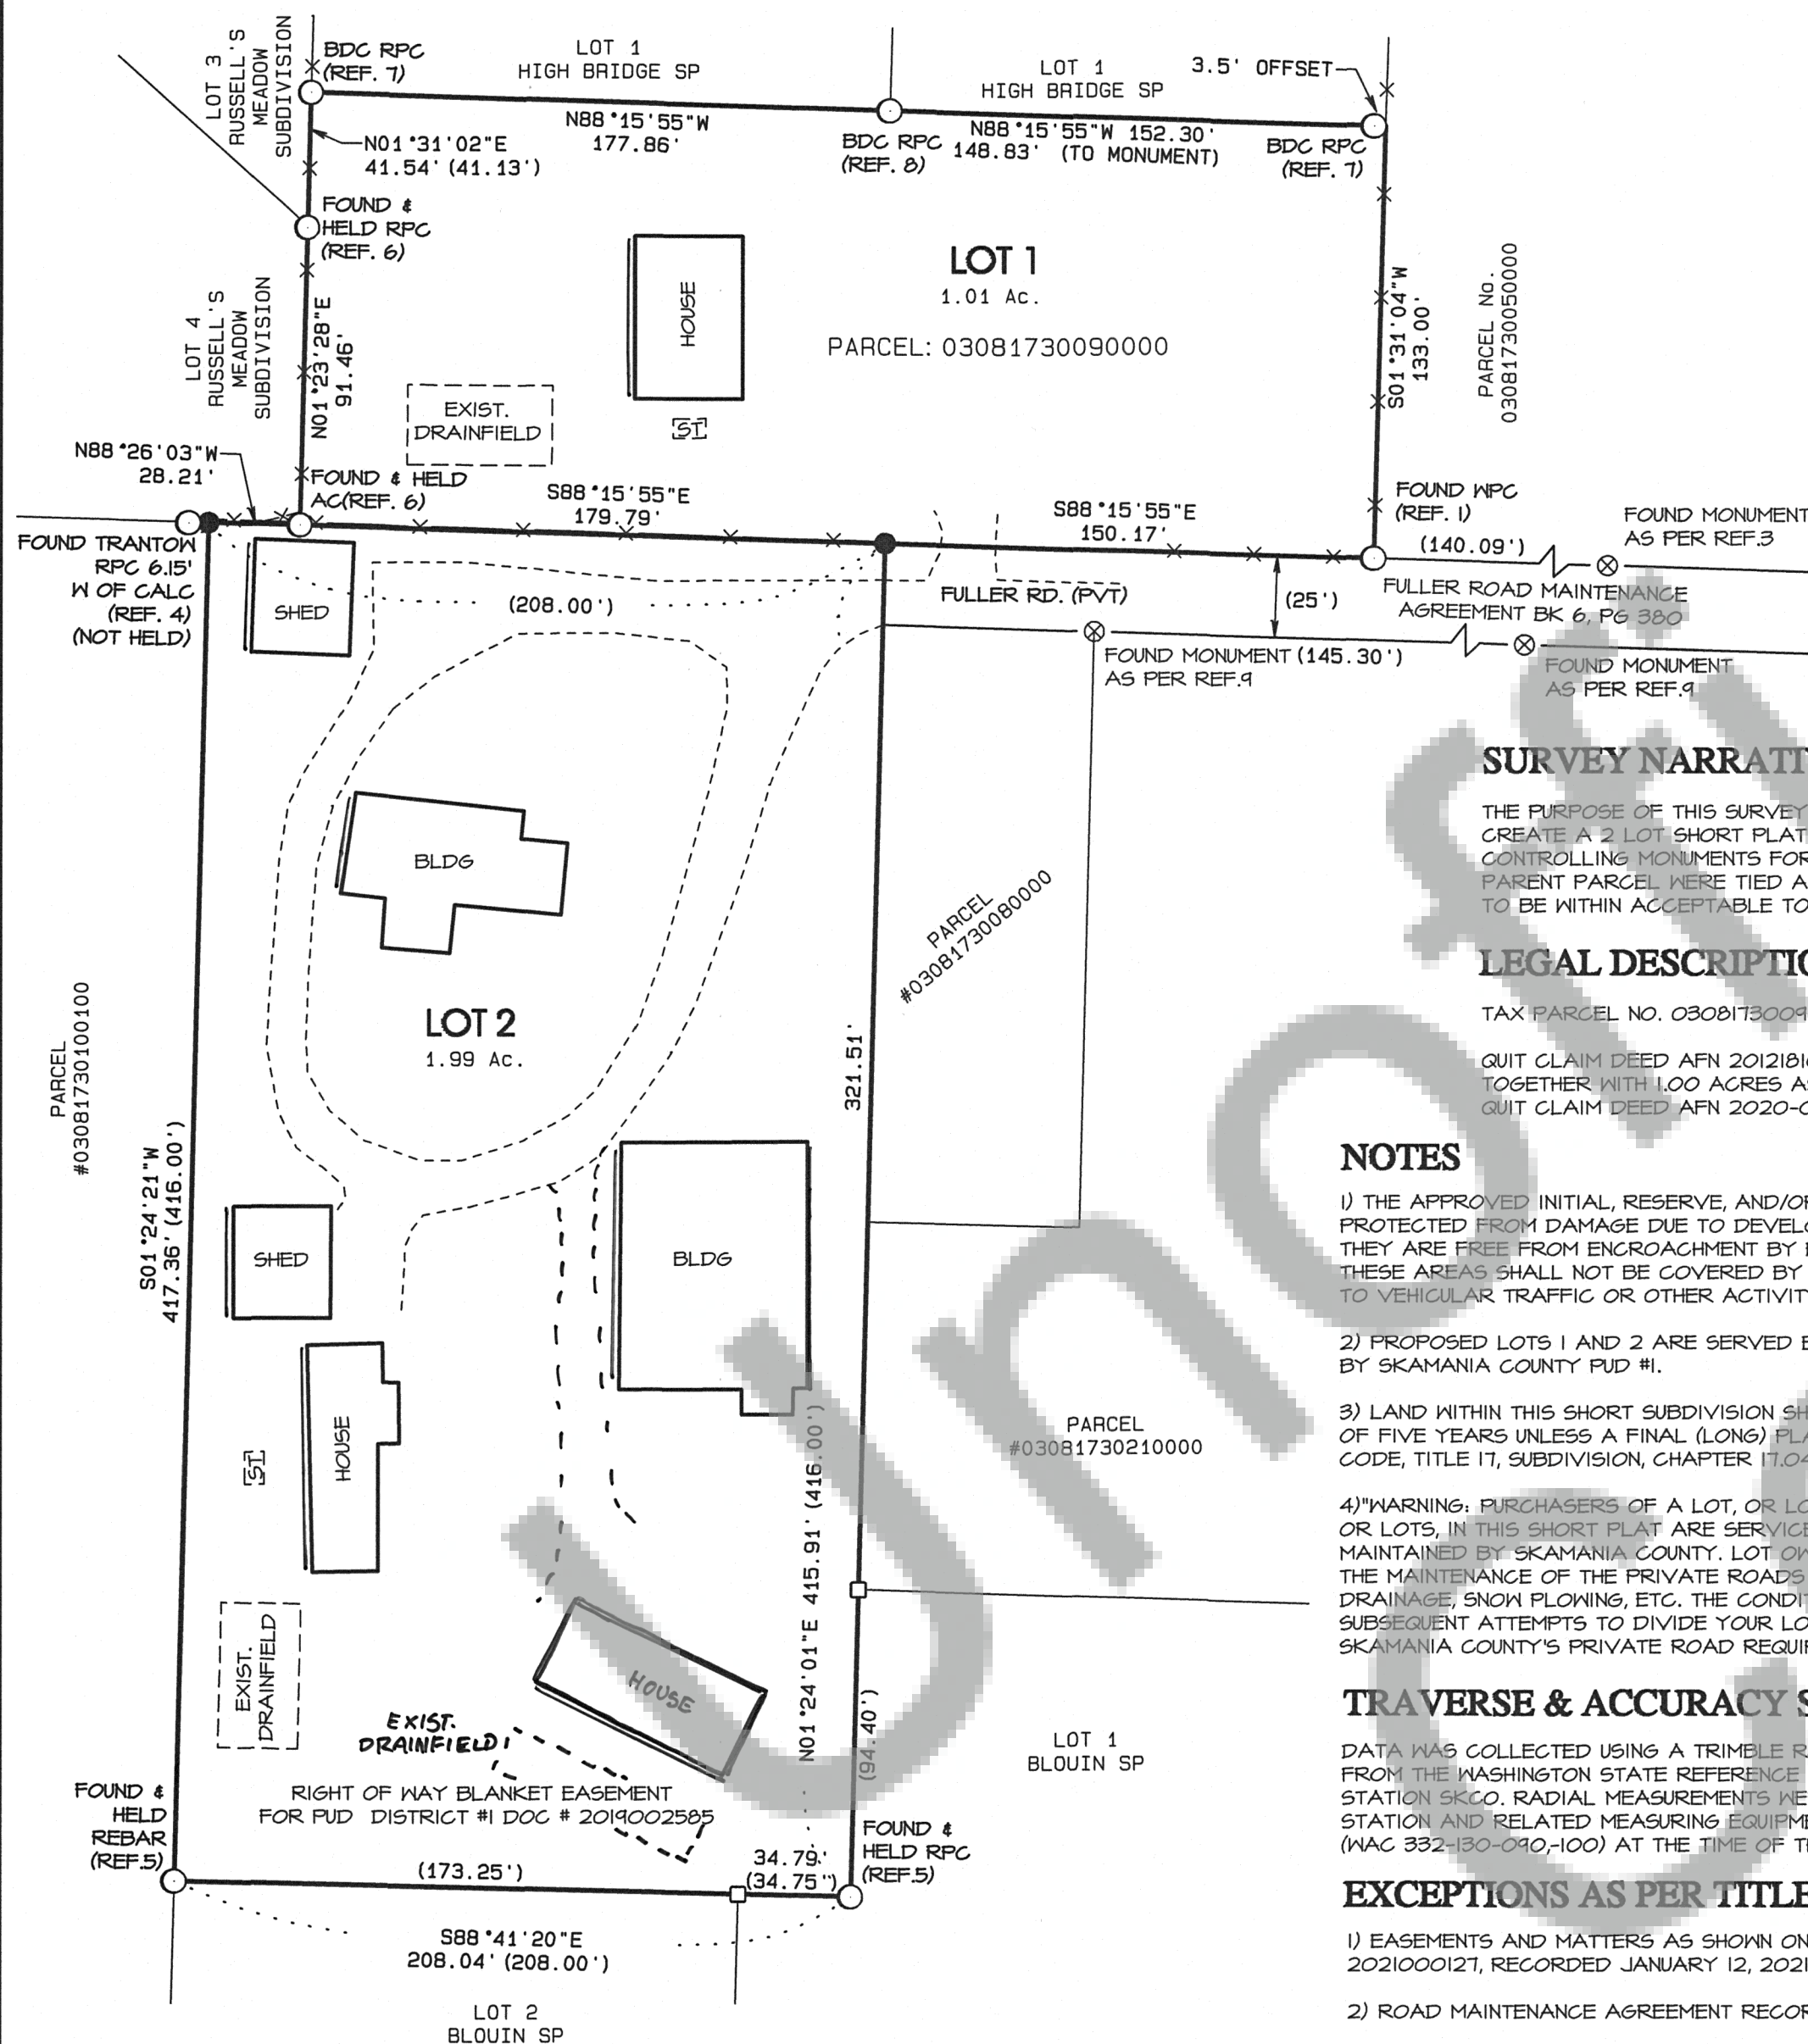 LOT 3
RUSSELL'S
MEADOW
SUBDIVISION
BDC RPC
(REF. 7)
LOT 1
HIGH BRIDGE SP
LOT 1
HIGH BRIDGE SP
3.5' OFFSET
N88°15'55"W
177.86'
BDC RPC
(REF. 8)
N88°15'55"W 152.30'
148.83' (TO MONUMENT)
BDC RPC
(REF. 7)
N01°31'02"E
41.54' (41.13')
FOUND &
HELD RPC
(REF. 6)
LOT 4
RUSSELL'S
MEADOW
SUBDIVISION
N01°23'28"E
91.46'
HOUSE
LOT 1
1.01 Ac.
PARCEL: 03081730090000
S01°31'04"W
133.00'
PARCEL No.
03081730050000
EXIST.
DRAINFIELD
ST
N88°26'03"W
28.21'
FOUND & HELD
AC(REF. 6)
S88°15'55"E
179.79'
S88°15'55"E
150.17'
FOUND WPC
(REF. 1)
(140.09')
FOUND MONUMENT
AS PER REF.3
FOUND TRANTOW
RPC 6.15'
W OF CALC
(REF. 4)
(NOT HELD)
SHED
(208.00')
FULLER RD. (PVT)
(25')
FULLER ROAD MAINTENANCE
AGREEMENT BK 6, PG 380
FOUND MONUMENT (145.30')
AS PER REF.9
FOUND MONUMENT
AS PER REF.9
BLDG
LOT 2
1.99 Ac.
PARCEL
#03081730100100
S01°24'21"W
417.36' (416.00')
321.51'
PARCEL
#03081730080000
SHED
BLDG
HOUSE
ST
PARCEL
#03081730210000
N01°24'01"E 415.91' (416.00')
(94.40')
EXIST.
DRAINFIELD
HOUSE
EXIST.
DRAINFIELD
RIGHT OF WAY BLANKET EASEMENT
FOR PUD DISTRICT #1 DOC # 2019002585
LOT 1
BLOUIN SP
FOUND &
HELD
REBAR
(REF.5)
(173.25')
34.79'
(34.75")
FOUND &
HELD RPC
(REF.5)
S88°41'20"E
208.04' (208.00')
LOT 2
BLOUIN SP
SURVEY NARRATI
THE PURPOSE OF THIS SURVEY
CREATE A 2 LOT SHORT PLAT
CONTROLLING MONUMENTS FOR
PARENT PARCEL WERE TIED A
TO BE WITHIN ACCEPTABLE TO
LEGAL DESCRIPTIO
TAX PARCEL NO. 0308173009
QUIT CLAIM DEED AFN 2012181
TOGETHER WITH 1.00 ACRES AS
QUIT CLAIM DEED AFN 2020-0
NOTES
1) THE APPROVED INITIAL, RESERVE, AND/OR
PROTECTED FROM DAMAGE DUE TO DEVELO
THEY ARE FREE FROM ENCROACHMENT BY
THESE AREAS SHALL NOT BE COVERED BY
TO VEHICULAR TRAFFIC OR OTHER ACTIVIT
2) PROPOSED LOTS 1 AND 2 ARE SERVED
BY SKAMANIA COUNTY PUD #1.
3) LAND WITHIN THIS SHORT SUBDIVISION SH
OF FIVE YEARS UNLESS A FINAL (LONG) PLA
CODE, TITLE 17, SUBDIVISION, CHAPTER 17.04
4)"WARNING: PURCHASERS OF A LOT, OR LO
OR LOTS, IN THIS SHORT PLAT ARE SERVICE
MAINTAINED BY SKAMANIA COUNTY. LOT OW
THE MAINTENANCE OF THE PRIVATE ROADS
DRAINAGE, SNOW PLOWING, ETC. THE CONDIT
SUBSEQUENT ATTEMPTS TO DIVIDE YOUR LO
SKAMANIA COUNTY'S PRIVATE ROAD REQUI
TRAVERSE & ACCURACY S
DATA WAS COLLECTED USING A TRIMBLE R
FROM THE WASHINGTON STATE REFERENCE
STATION SKCO. RADIAL MEASUREMENTS WE
STATION AND RELATED MEASURING EQUIPME
(WAC 332-130-090,-100) AT THE TIME OF T
EXCEPTIONS AS PER TITLE
1) EASEMENTS AND MATTERS AS SHOWN ON
2021000127, RECORDED JANUARY 12, 2021
2) ROAD MAINTENANCE AGREEMENT RECOR